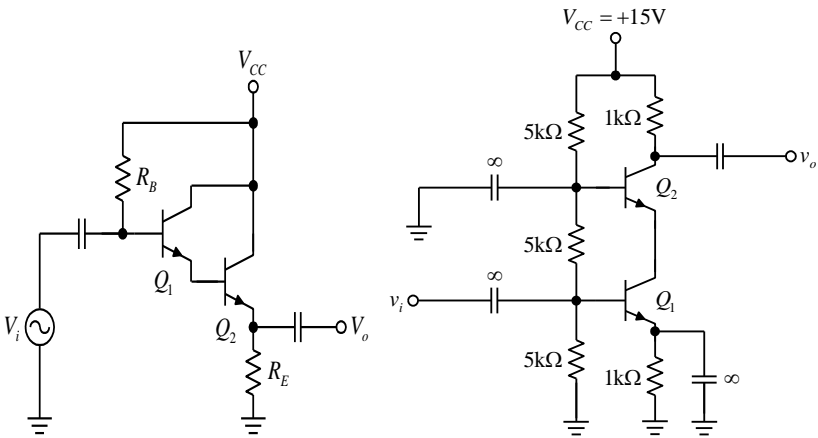 V_CC
R_B
Q_1
V_i
Q_2
V_o
R_E
V_CC = +15V
5kΩ
1kΩ
v_o
∞
Q_2
5kΩ
∞
v_i
Q_1
5kΩ
1kΩ
∞